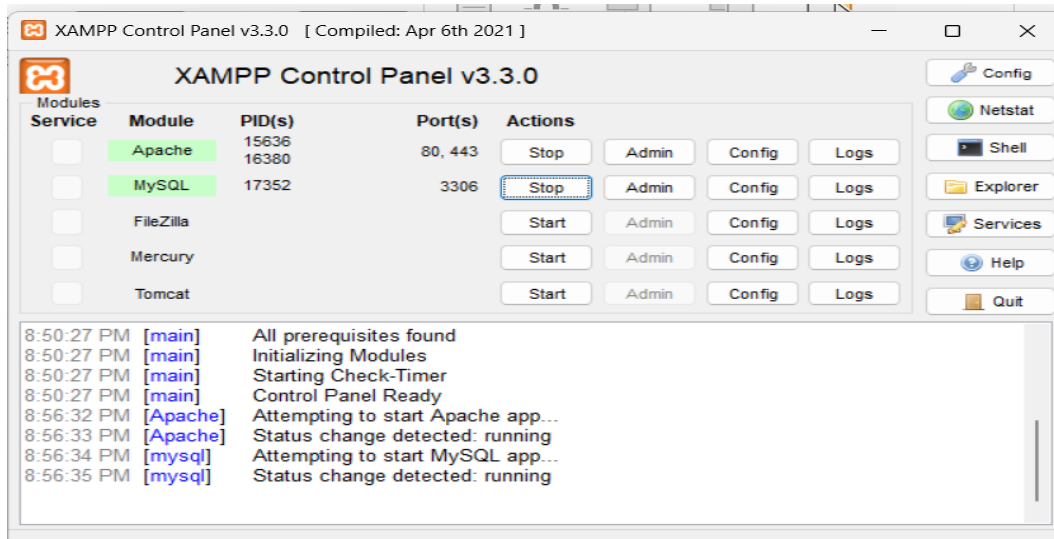 XAMPP Control Panel v3.3.0 [ Compiled: Apr 6th 2021 ]
XAMPP Control Panel v3.3.0
Config
Modules
Service Module PID(s) Port(s) Actions
Netstat
Apache 15636 16380 80, 443 Stop Admin Config Logs
Shell
MySQL 17352 3306 Stop Admin Config Logs
Explorer
FileZilla Start Admin Config Logs
Services
Mercury Start Admin Config Logs
Help
Tomcat Start Admin Config Logs
Quit
8:50:27 PM [main] All prerequisites found
8:50:27 PM [main] Initializing Modules
8:50:27 PM [main] Starting Check-Timer
8:50:27 PM [main] Control Panel Ready
8:56:32 PM [Apache] Attempting to start Apache app...
8:56:33 PM [Apache] Status change detected: running
8:56:34 PM [mysql] Attempting to start MySQL app...
8:56:35 PM [mysql] Status change detected: running